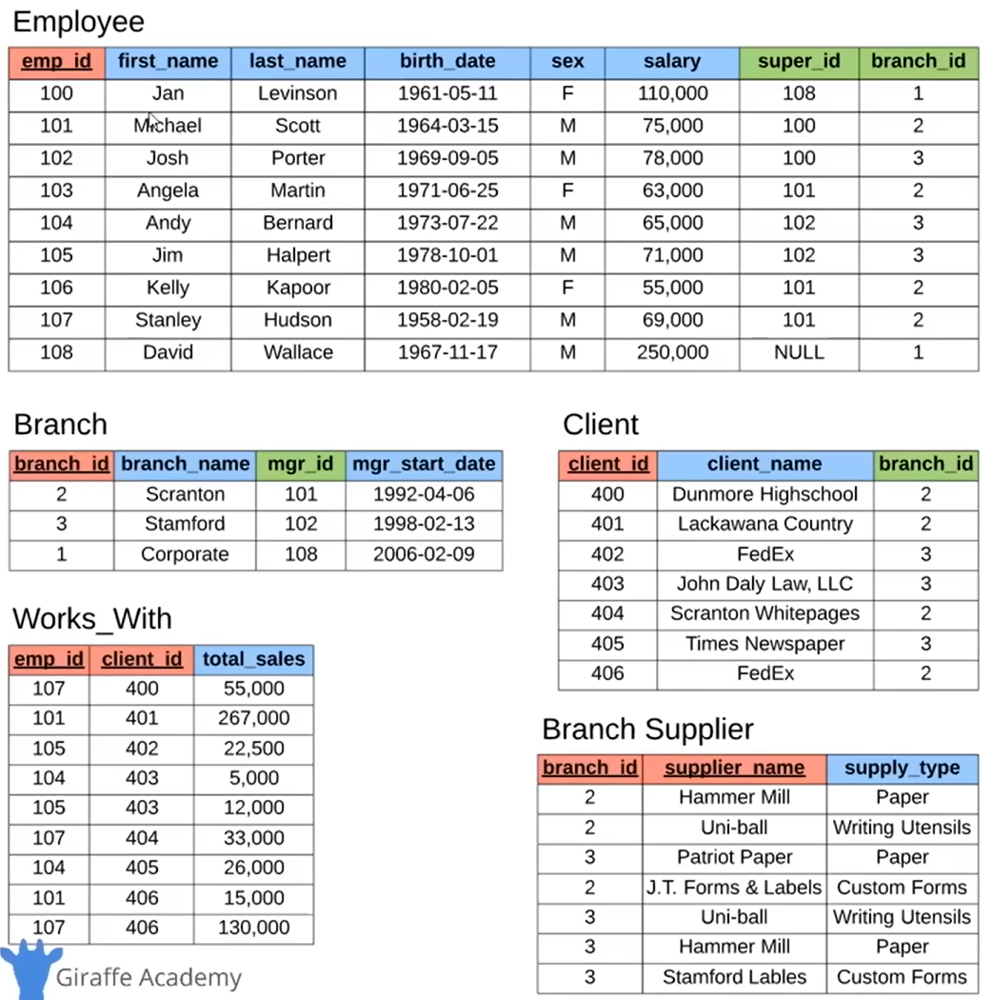 Employee
emp_id first_name last_name birth_date sex salary super_id branch_id
100 Jan Levinson 1961-05-11 F 110,000 108 1
101 Michael Scott 1964-03-15 M 75,000 100 2
102 Josh Porter 1969-09-05 M 78,000 100 3
103 Angela Martin 1971-06-25 F 63,000 101 2
104 Andy Bernard 1973-07-22 M 65,000 102 3
105 Jim Halpert 1978-10-01 M 71,000 102 3
106 Kelly Kapoor 1980-02-05 F 55,000 101 2
107 Stanley Hudson 1958-02-19 M 69,000 101 2
108 David Wallace 1967-11-17 M 250,000 NULL 1
Branch
branch_id branch_name mgr_id mgr_start_date
2 Scranton 101 1992-04-06
3 Stamford 102 1998-02-13
1 Corporate 108 2006-02-09
Client
client_id client_name branch_id
400 Dunmore Highschool 2
401 Lackawana Country 2
402 FedEx 3
403 John Daly Law, LLC 3
404 Scranton Whitepages 2
405 Times Newspaper 3
406 FedEx 2
Works_With
emp_id client_id total_sales
107 400 55,000
101 401 267,000
105 402 22,500
104 403 5,000
105 403 12,000
107 404 33,000
104 405 26,000
101 406 15,000
107 406 130,000
Branch Supplier
branch_id supplier_name supply_type
2 Hammer Mill Paper
2 Uni-ball Writing Utensils
3 Patriot Paper Paper
2 J.T. Forms & Labels Custom Forms
3 Uni-ball Writing Utensils
3 Hammer Mill Paper
3 Stamford Lables Custom Forms
Giraffe Academy